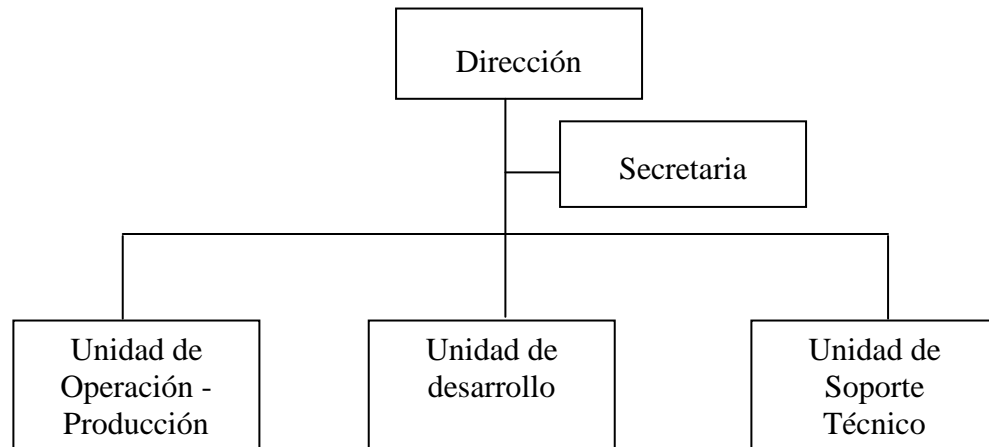 Dirección
Secretaria
Unidad de
Operación -
Producción
Unidad de
desarrollo
Unidad de
Soporte
Técnico